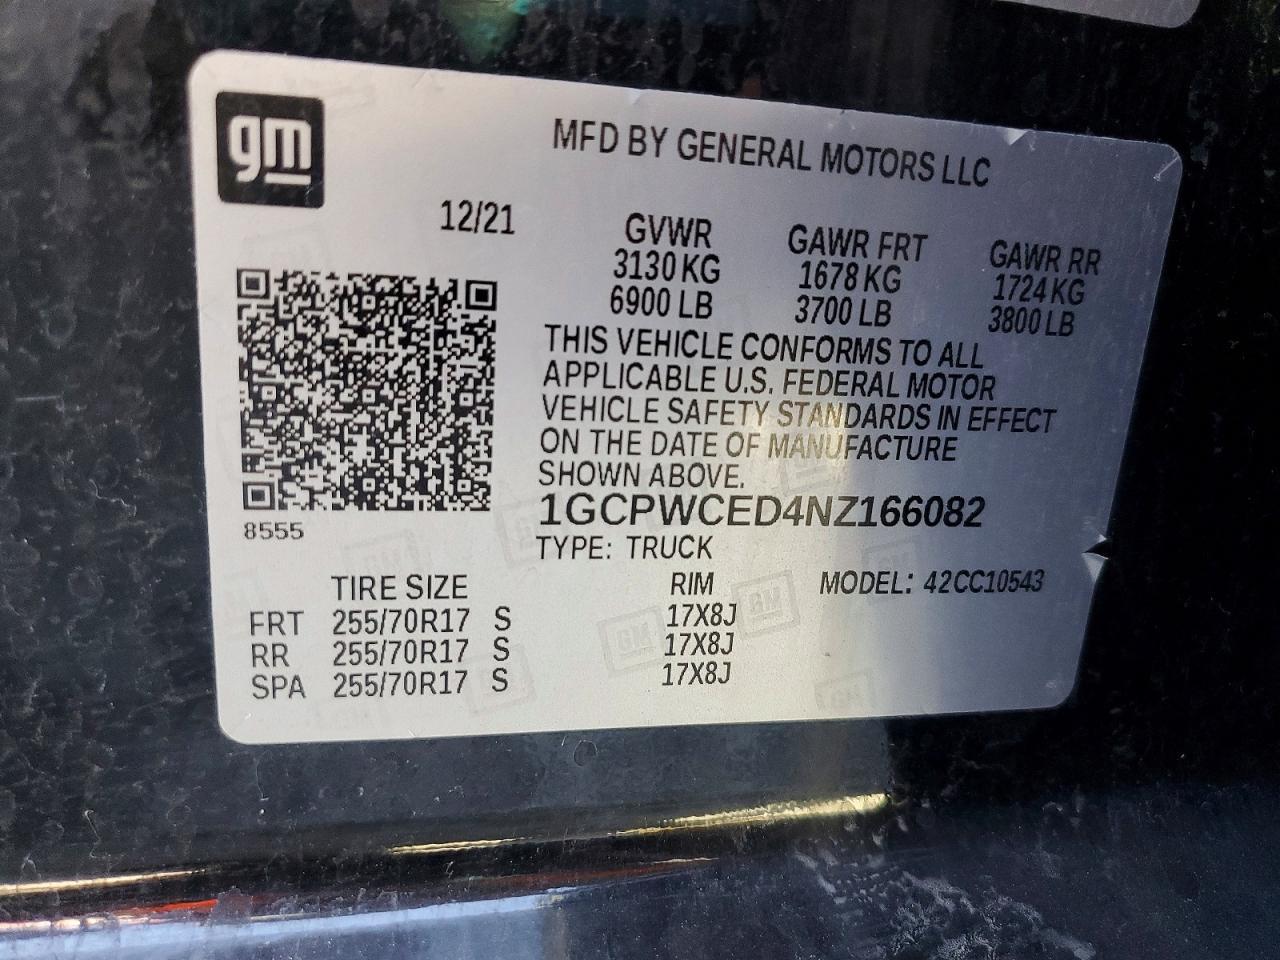 gm
MFD BY GENERAL MOTORS LLC
12/21
GVWR GAWR FRT GAWR RR
3130 KG 1678 KG 1724 KG
6900 LB 3700 LB 3800 LB
THIS VEHICLE CONFORMS TO ALL
APPLICABLE U.S. FEDERAL MOTOR
VEHICLE SAFETY STANDARDS IN EFFECT
ON THE DATE OF MANUFACTURE
SHOWN ABOVE.
8555
1GCPWCED4NZ166082
TYPE: TRUCK
TIRE SIZE RIM MODEL: 42CC10543
FRT 255/70R17 S 17X8J
RR 255/70R17 S 17X8J
SPA 255/70R17 S 17X8J